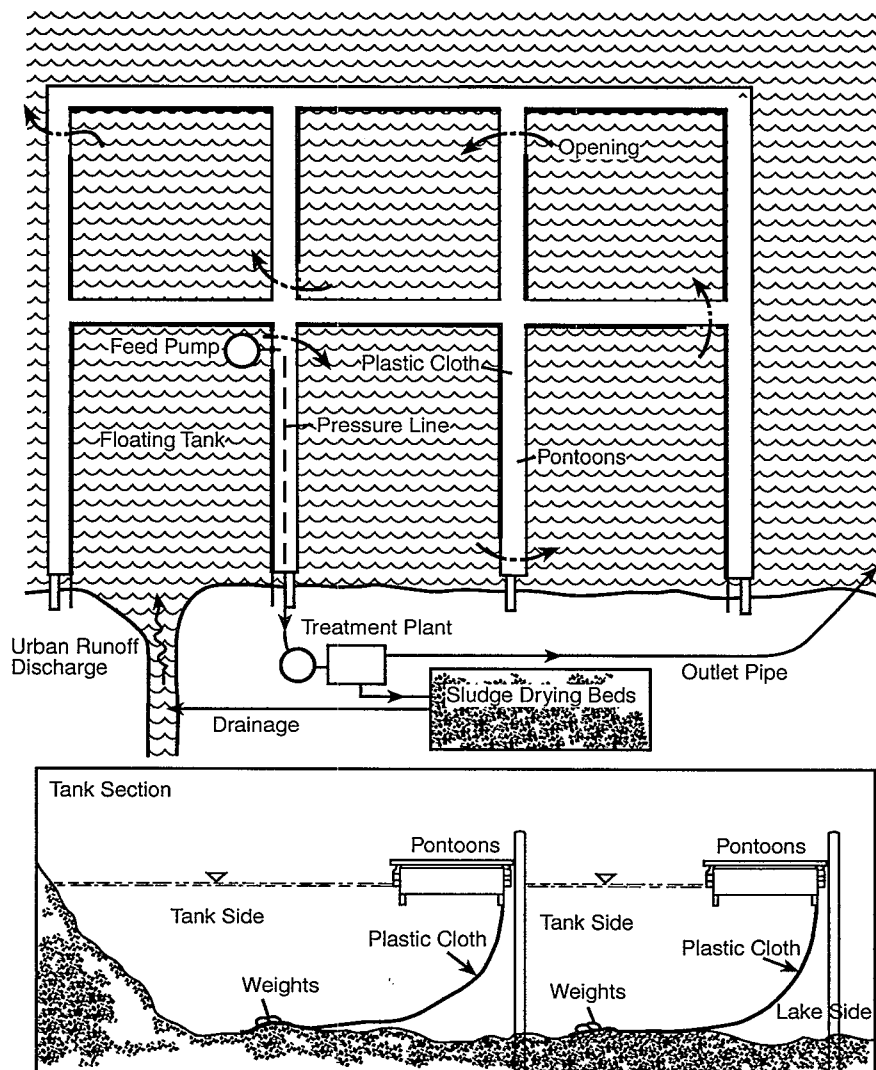 Opening
Feed Pump
Plastic Cloth
Floating Tank
Pressure Line
Pontoons
Urban Runoff
Discharge
Treatment Plant
Outlet Pipe
Sludge Drying Beds
Drainage
Tank Section
Pontoons
Pontoons
Tank Side
Tank Side
Plastic Cloth
Plastic Cloth
Weights
Weights
Lake Side